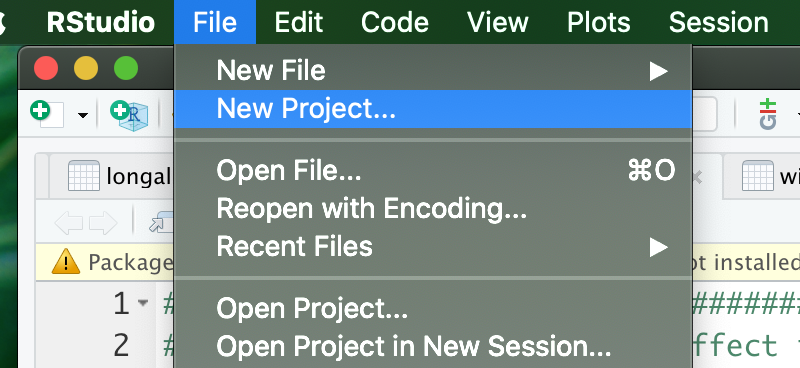 RStudio File Edit Code View Plots Session
New File
New Project...
longal
wi
Open File... ⌘O
Reopen with Encoding...
Recent Files
Package ot installed
Open Project...
1 # #######
Open Project in New Session...
2 # ffect